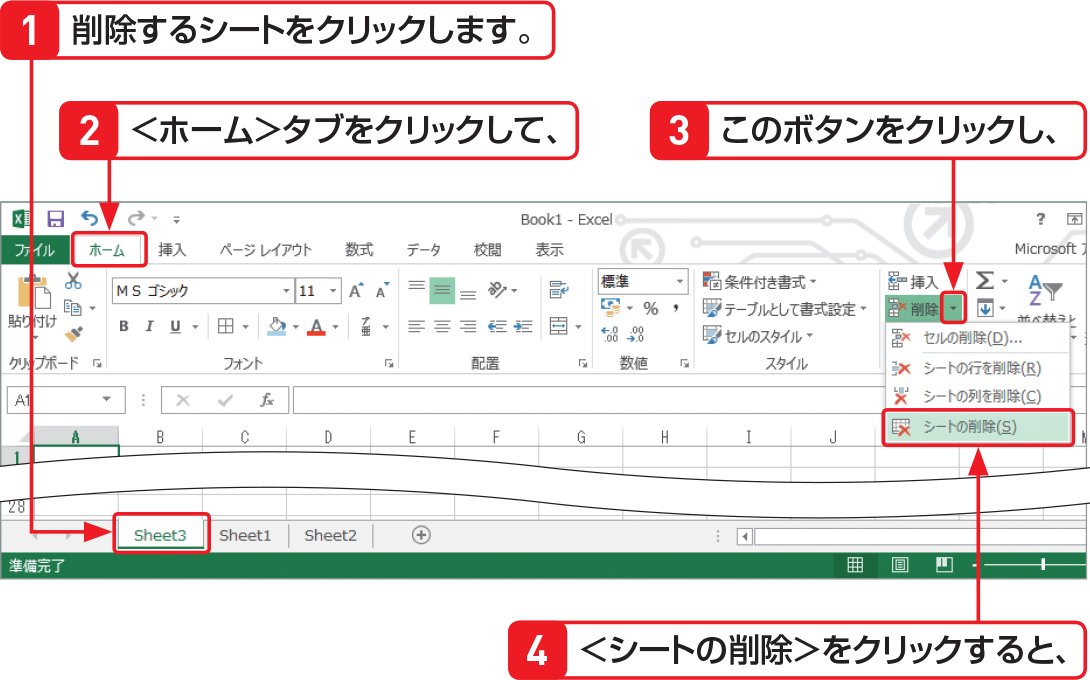 1 削除するシートをクリックします。
2 <ホーム>タブをクリックして、
3 このボタンをクリックし、
Book1 - Excel
?
ファイル ホーム 挿入 ページ レイアウト 数式 データ 校閲 表示 Microsoft
貼り付け
MS ゴシック 11
B I U A
標準
% ,
条件付き書式
テーブルとして書式設定
セルのスタイル
挿入
削除
Σ
A
Z
並べ替えと
クリップボード フォント 配置 数値 スタイル
セルの削除(D)...
シートの行を削除(R)
シートの列を削除(C)
シートの削除(S)
A1 fx
A B C D E F G H I J
1
28
Sheet3 Sheet1 Sheet2
準備完了
4 <シートの削除>をクリックすると、